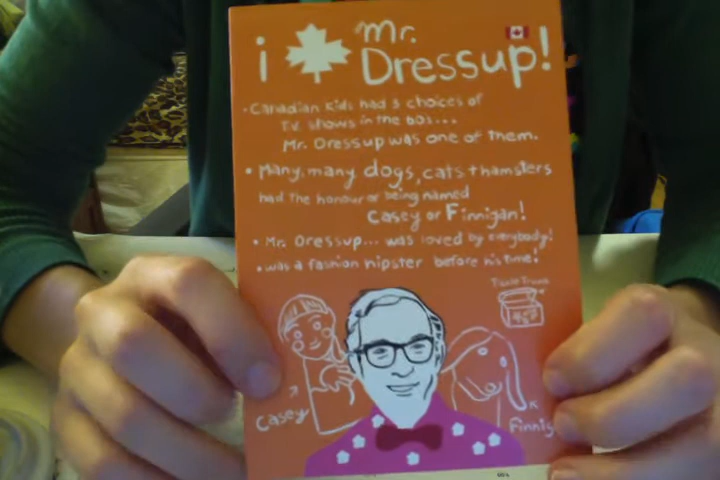 i Mr.
Dressup!
• Canadian kids had 3 choices of
T.V. shows in the 60s...
Mr. Dressup was one of them.
• Many, many dogs, cats + hamsters
had the honour of being named
Casey or Finnigan!
• Mr. Dressup... was loved by everybody!
• was a fashion hipster before his time!
Tickle Trunk
Casey
Finnig